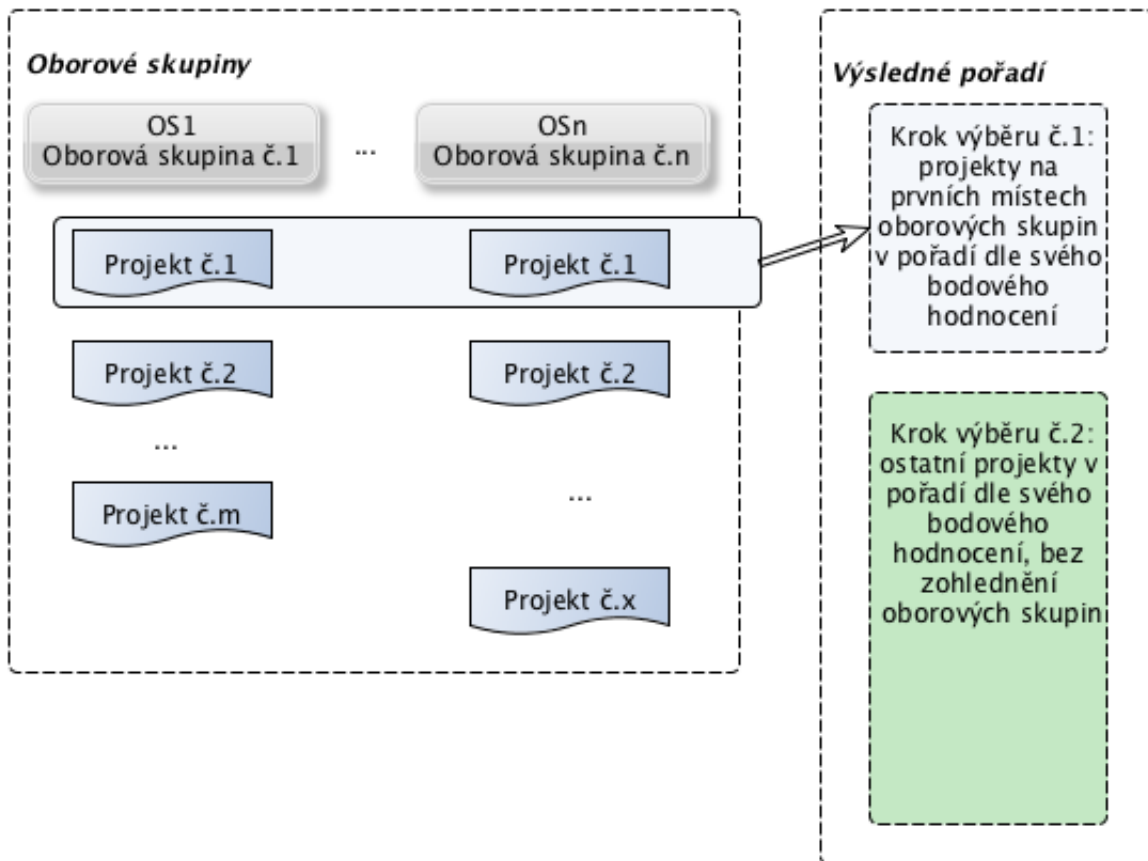 Oborové skupiny
OS1
Oborová skupina č.1
...
OSn
Oborová skupina č.n
Projekt č.1
Projekt č.1
Projekt č.2
Projekt č.2
...
Projekt č.m
...
Projekt č.x
Výsledné pořadí
Krok výběru č.1:
projekty na
prvních místech
oborových skupin
v pořadí dle svého
bodového
hodnocení
Krok výběru č.2:
ostatní projekty v
pořadí dle svého
bodového
hodnocení, bez
zohlednění
oborových skupin